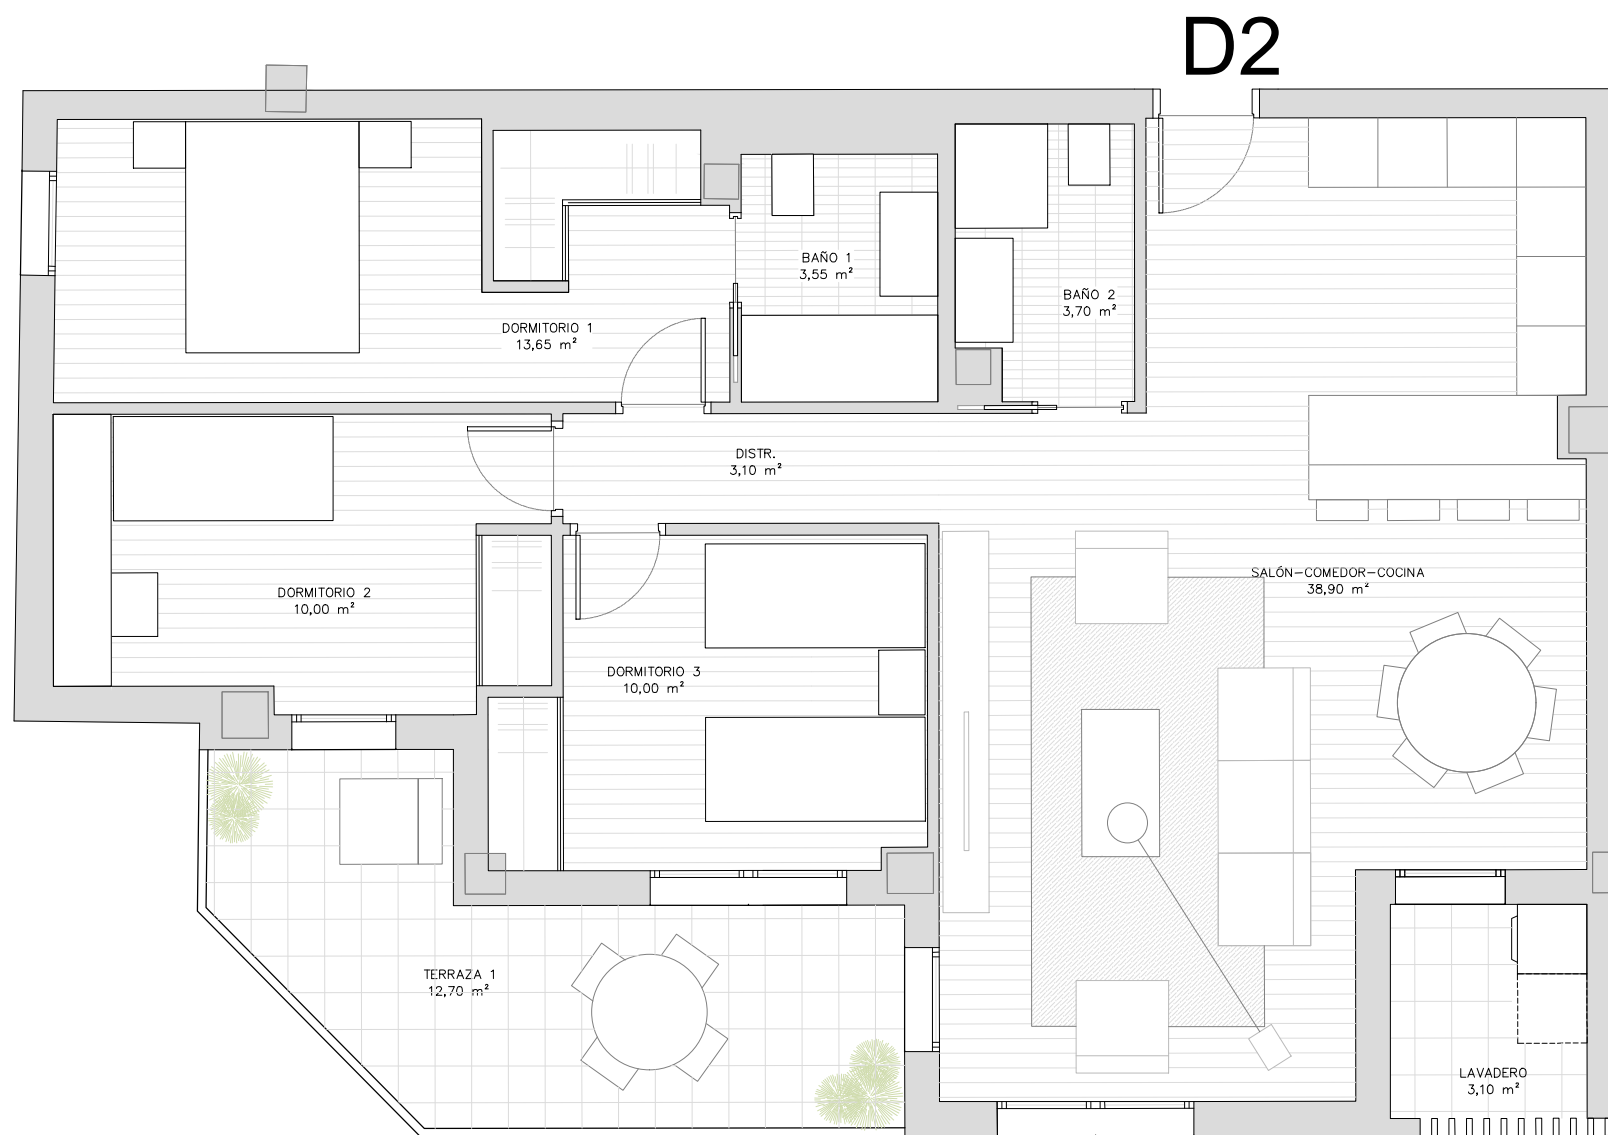 D2
BAÑO 1
3,55 m²
BAÑO 2
3,70 m²
DORMITORIO 1
13,65 m²
DISTR.
3,10 m²
SALÓN-COMEDOR-COCINA
38,90 m²
DORMITORIO 2
10,00 m²
DORMITORIO 3
10,00 m²
TERRAZA 1
12,70 m²
LAVADERO
3,10 m²